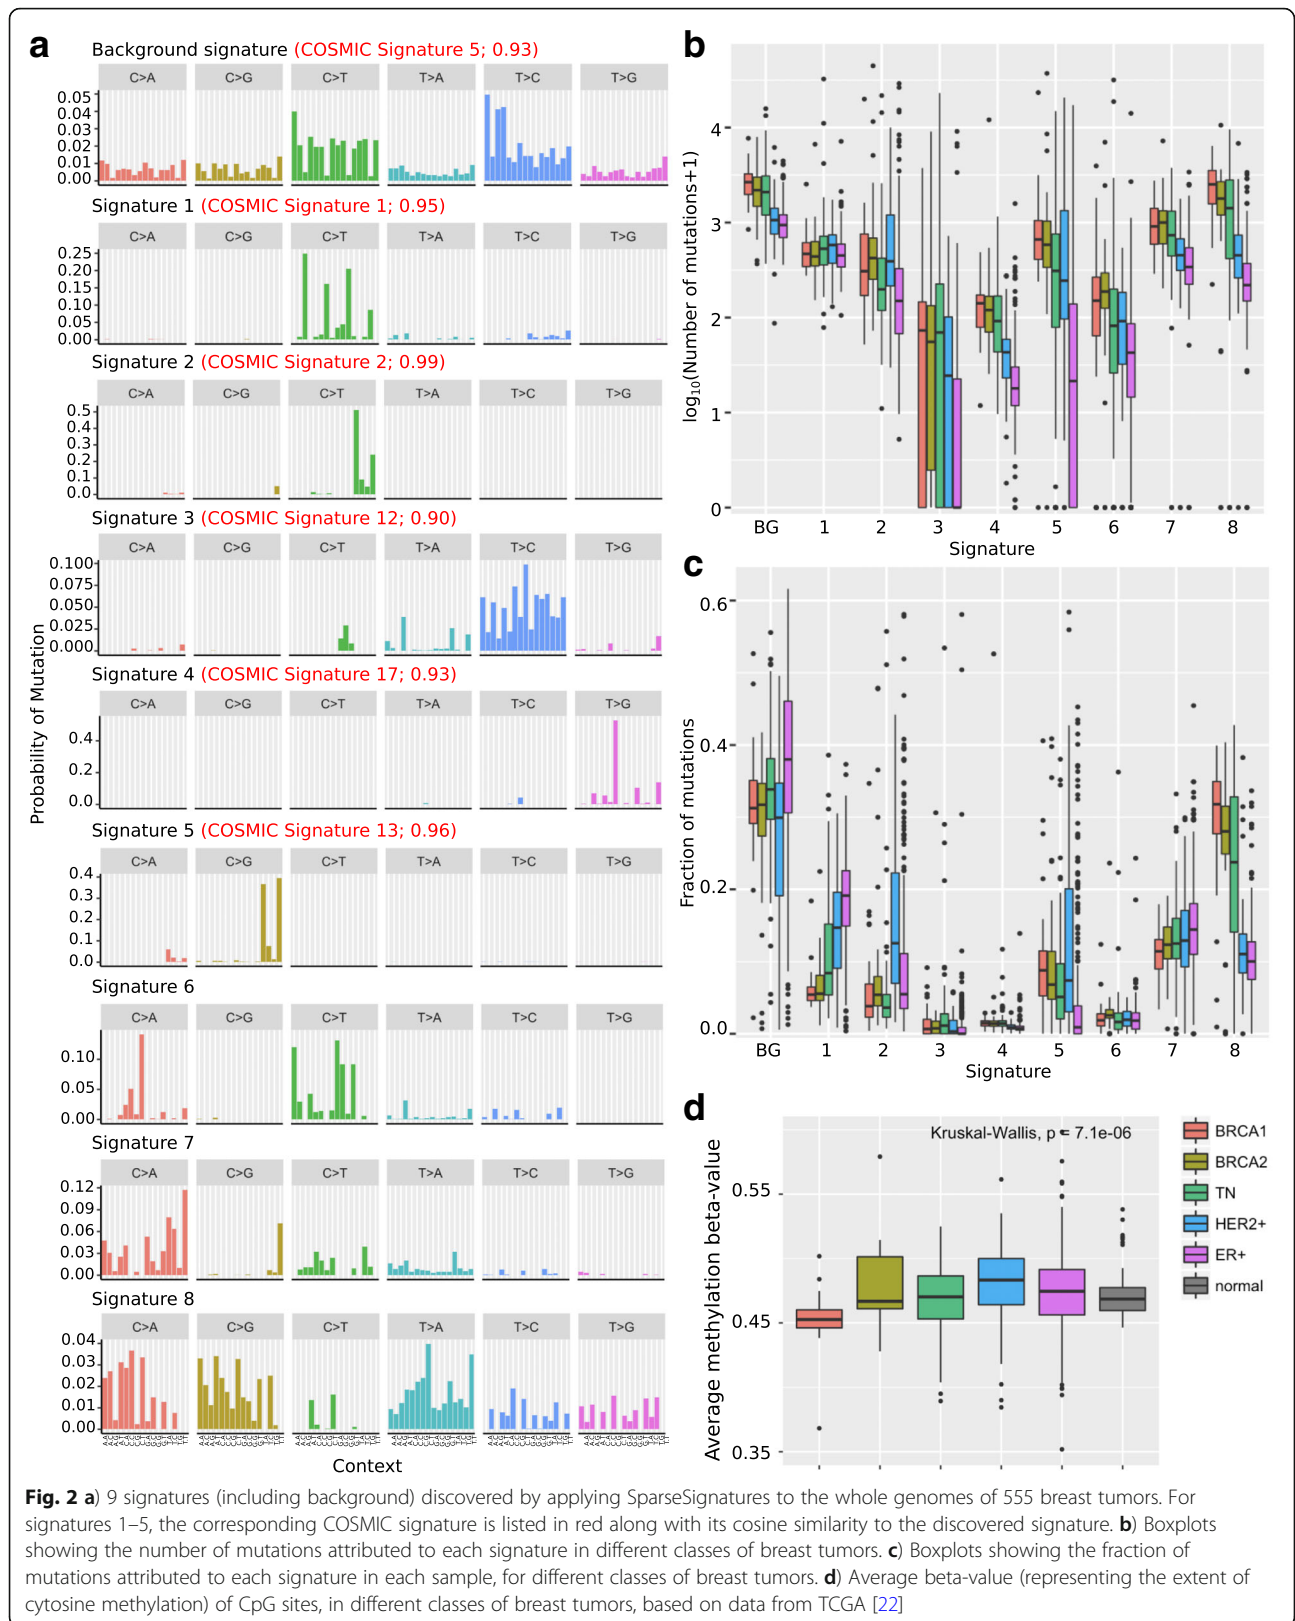 a
Background signature (COSMIC Signature 5; 0.93)
C>A C>G C>T T>A T>C T>G
0.05
0.04
0.03
0.02
0.01
0.00
Signature 1 (COSMIC Signature 1; 0.95)
C>A C>G C>T T>A T>C T>G
0.25
0.20
0.15
0.10
0.05
0.00
Signature 2 (COSMIC Signature 2; 0.99)
C>A C>G C>T T>A T>C T>G
0.5
0.4
0.3
0.2
0.1
0.0
Signature 3 (COSMIC Signature 12; 0.90)
C>A C>G C>T T>A T>C T>G
0.100
0.075
0.050
0.025
0.000
Probability of Mutation
Signature 4 (COSMIC Signature 17; 0.93)
C>A C>G C>T T>A T>C T>G
0.4
0.2
0.0
Signature 5 (COSMIC Signature 13; 0.96)
C>A C>G C>T T>A T>C T>G
0.4
0.3
0.2
0.1
0.0
Signature 6
C>A C>G C>T T>A T>C T>G
0.10
0.05
0.00
Signature 7
C>A C>G C>T T>A T>C T>G
0.12
0.09
0.06
0.03
0.00
Signature 8
C>A C>G C>T T>A T>C T>G
0.04
0.03
0.02
0.01
0.00
Context
b
log10(Number of mutations+1)
4
3
2
1
0
BG 1 2 3 4 5 6 7 8
Signature
c
Fraction of mutations
0.6
0.4
0.2
0.0
BG 1 2 3 4 5 6 7 8
Signature
d
Average methylation beta-value
Kruskal-Wallis, p = 7.1e-06
0.55
0.45
0.35
BRCA1
BRCA2
TN
HER2+
ER+
normal
Fig. 2 a) 9 signatures (including background) discovered by applying SparseSignatures to the whole genomes of 555 breast tumors. For
signatures 1–5, the corresponding COSMIC signature is listed in red along with its cosine similarity to the discovered signature. b) Boxplots
showing the number of mutations attributed to each signature in different classes of breast tumors. c) Boxplots showing the fraction of
mutations attributed to each signature in each sample, for different classes of breast tumors. d) Average beta-value (representing the extent of
cytosine methylation) of CpG sites, in different classes of breast tumors, based on data from TCGA [22]